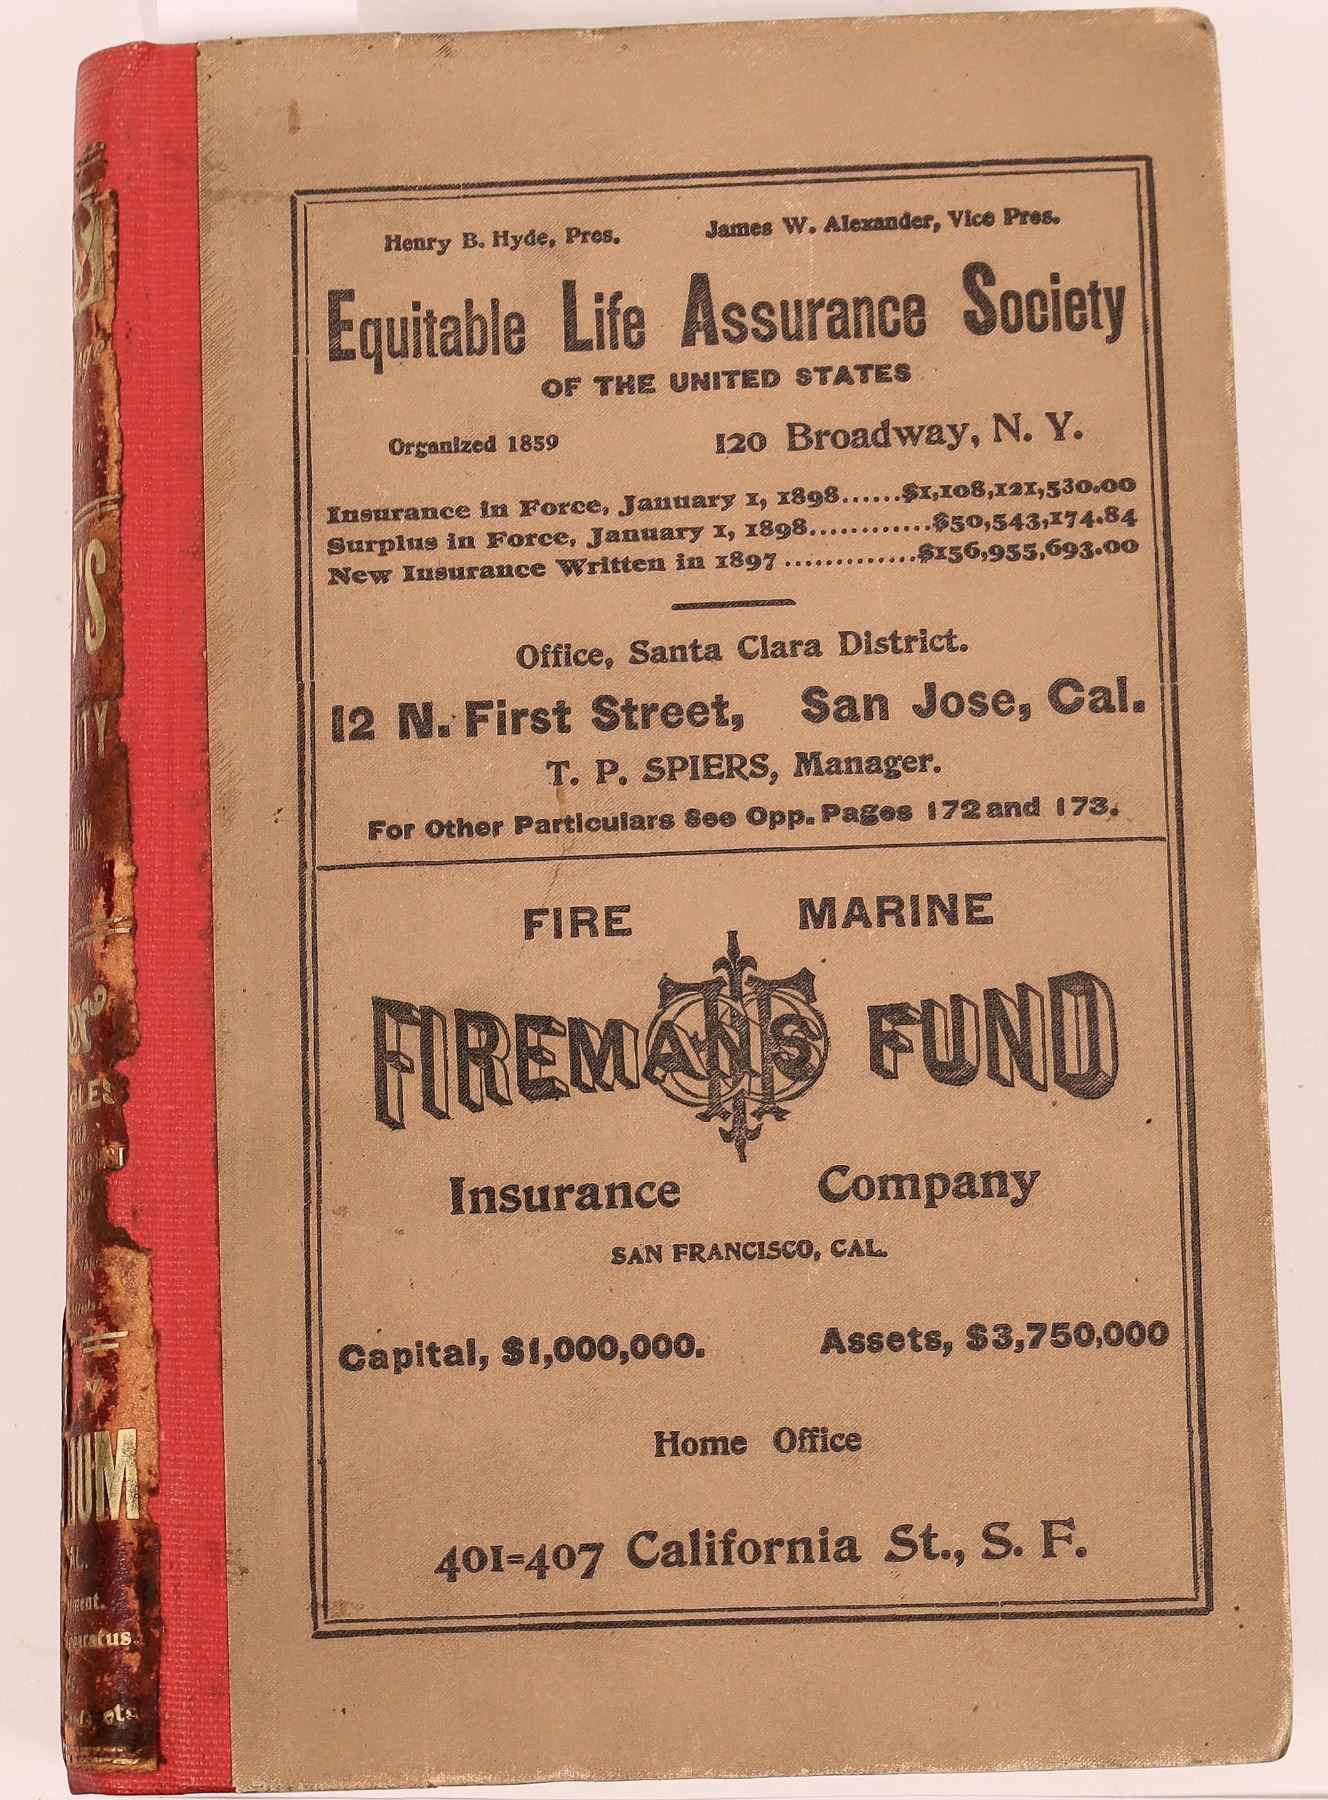 Henry B. Hyde, Pres. James W. Alexander, Vice Pres.
Equitable Life Assurance Society
OF THE UNITED STATES
Organized 1859 120 Broadway, N. Y.
Insurance in Force, January 1, 1898......$1,108,121,530.00
Surplus in Force, January 1, 1898............$50,543,174.84
New Insurance Written in 1897 .............$156,955,693.00
Office, Santa Clara District.
12 N. First Street, San Jose, Cal.
T. P. SPIERS, Manager.
For Other Particulars See Opp. Pages 172 and 173.
FIRE MARINE
FIREMANS FUND
Insurance Company
SAN FRANCISCO, CAL.
Capital, $1,000,000. Assets, $3,750,000
Home Office
401=407 California St., S. F.